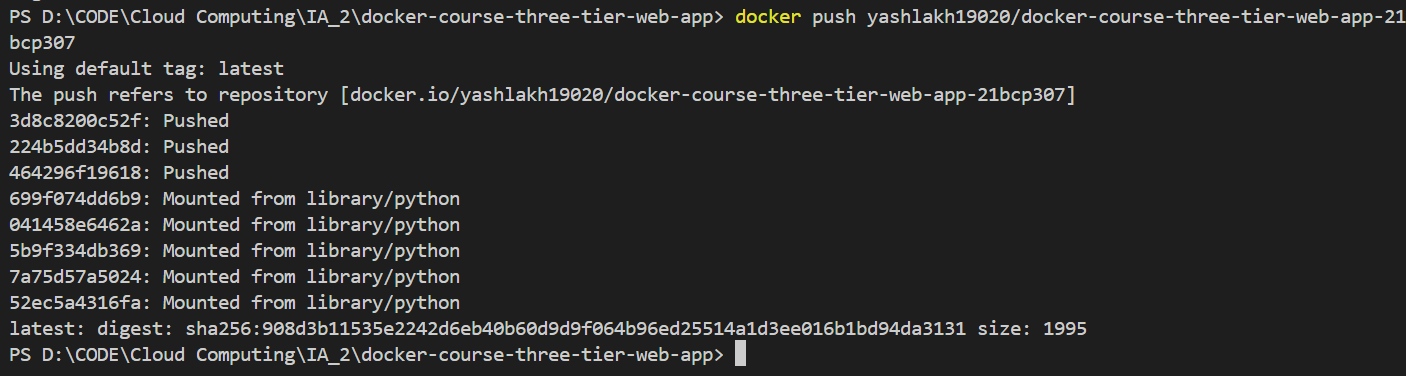 PS D:\CODE\Cloud Computing\IA_2\docker-course-three-tier-web-app> docker push yashlakh19020/docker-course-three-tier-web-app-21
bcp307
Using default tag: latest
The push refers to repository [docker.io/yashlakh19020/docker-course-three-tier-web-app-21bcp307]
3d8c8200c52f: Pushed
224b5dd34b8d: Pushed
464296f19618: Pushed
699f074dd6b9: Mounted from library/python
041458e6462a: Mounted from library/python
5b9f334db369: Mounted from library/python
7a75d57a5024: Mounted from library/python
52ec5a4316fa: Mounted from library/python
latest: digest: sha256:908d3b11535e2242d6eb40b60d9d9f064b96ed25514a1d3ee016b1bd94da3131 size: 1995
PS D:\CODE\Cloud Computing\IA_2\docker-course-three-tier-web-app>